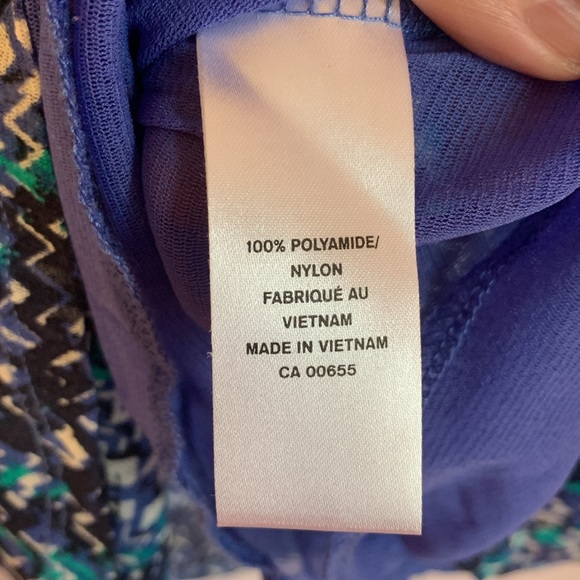 100% POLYAMIDE/
NYLON
FABRIQUÉ AU
VIETNAM
MADE IN VIETNAM
CA 00655